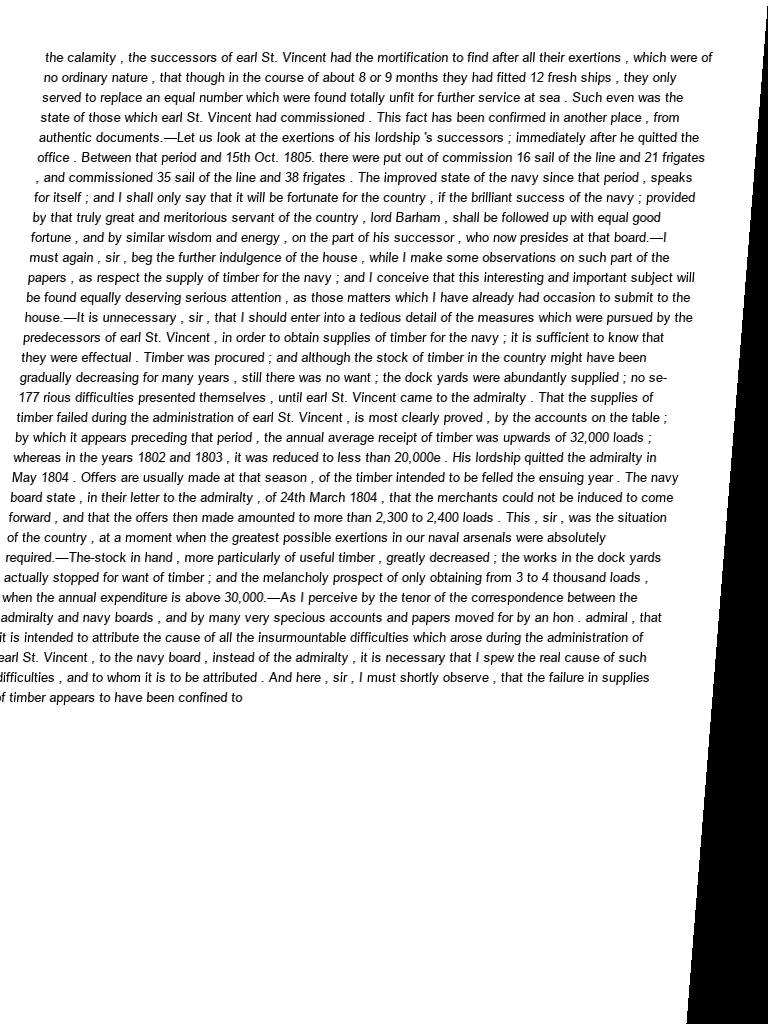 the calamity , the successors of earl St. Vincent had the mortification to find after all their exertions , which were of
no ordinary nature , that though in the course of about 8 or 9 months they had fitted 12 fresh ships , they only
served to replace an equal number which were found totally unfit for further service at sea . Such even was the
state of those which earl St. Vincent had commissioned . This fact has been confirmed in another place , from
authentic documents.—Let us look at the exertions of his lordship 's successors ; immediately after he quitted the
office . Between that period and 15th Oct. 1805. there were put out of commission 16 sail of the line and 21 frigates
, and commissioned 35 sail of the line and 38 frigates . The improved state of the navy since that period , speaks
for itself ; and I shall only say that it will be fortunate for the country , if the brilliant success of the navy ; provided
by that truly great and meritorious servant of the country , lord Barham , shall be followed up with equal good
fortune , and by similar wisdom and energy , on the part of his successor , who now presides at that board.—I
must again , sir , beg the further indulgence of the house , while I make some observations on such part of the
papers , as respect the supply of timber for the navy ; and I conceive that this interesting and important subject will
be found equally deserving serious attention , as those matters which I have already had occasion to submit to the
house.—It is unnecessary , sir , that I should enter into a tedious detail of the measures which were pursued by the
predecessors of earl St. Vincent , in order to obtain supplies of timber for the navy ; it is sufficient to know that
they were effectual . Timber was procured ; and although the stock of timber in the country might have been
gradually decreasing for many years , still there was no want ; the dock yards were abundantly supplied ; no se-
177 rious difficulties presented themselves , until earl St. Vincent came to the admiralty . That the supplies of
timber failed during the administration of earl St. Vincent , is most clearly proved , by the accounts on the table ;
by which it appears preceding that period , the annual average receipt of timber was upwards of 32,000 loads ;
whereas in the years 1802 and 1803 , it was reduced to less than 20,000e . His lordship quitted the admiralty in
May 1804 . Offers are usually made at that season , of the timber intended to be felled the ensuing year . The navy
board state , in their letter to the admiralty , of 24th March 1804 , that the merchants could not be induced to come
forward , and that the offers then made amounted to more than 2,300 to 2,400 loads . This , sir , was the situation
of the country , at a moment when the greatest possible exertions in our naval arsenals were absolutely
required.—The-stock in hand , more particularly of useful timber , greatly decreased ; the works in the dock yards
actually stopped for want of timber ; and the melancholy prospect of only obtaining from 3 to 4 thousand loads ,
when the annual expenditure is above 30,000.—As I perceive by the tenor of the correspondence between the
admiralty and navy boards , and by many very specious accounts and papers moved for by an hon . admiral , that
it is intended to attribute the cause of all the insurmountable difficulties which arose during the administration of
earl St. Vincent , to the navy board , instead of the admiralty , it is necessary that I spew the real cause of such
difficulties , and to whom it is to be attributed . And here , sir , I must shortly observe , that the failure in supplies
of timber appears to have been confined to